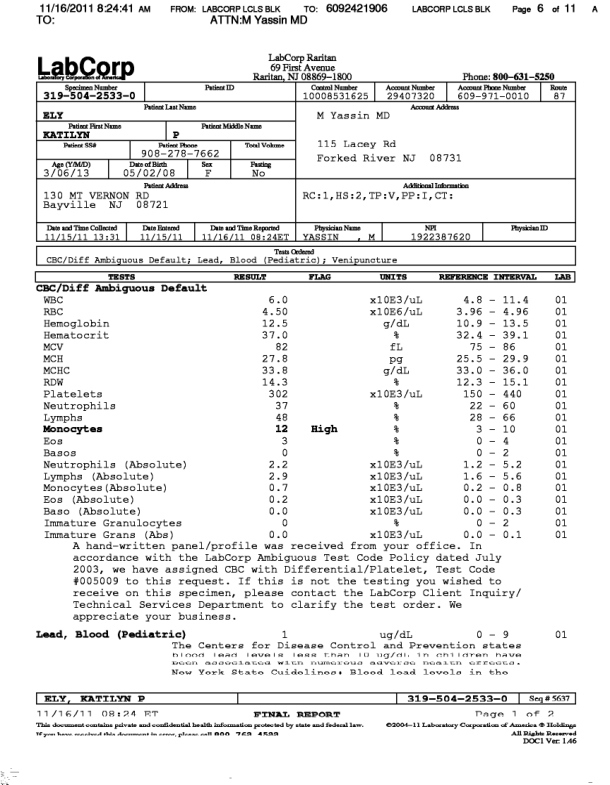 11/16/2011 8:24:41 AM FROM: LABCORP LCLS BLK TO: 6092421906 LABCORP LCLS BLK Page 6 of 11 A
TO: ATTN:M Yassin MD
LabCorp
Laboratory Corporation of America
LabCorp Raritan
69 First Avenue
Raritan, NJ 08869-1800 Phone: 800-631-5250
Specimen Number Patient ID Control Number Account Number Account Phone Number Route
319-504-2533-0 10008531625 29407320 609-971-0010 87
Patient Last Name Account Address
ELY M Yassin MD
Patient First Name Patient Middle Name
KATILYN P
Patient SS# Patient Phone Total Volume 115 Lacey Rd
908-278-7662 Forked River NJ 08731
Age (Y/M/D) Date of Birth Sex Fasting
3/06/13 05/02/08 F No
Patient Address Additional Information
130 MT VERNON RD RC:1,HS:2,TP:V,PP:I,CT:
Bayville NJ 08721
Date and Time Collected Date Entered Date and Time Reported Physician Name NPI Physician ID
11/15/11 13:31 11/15/11 11/16/11 08:24ET YASSIN , M 1922387620
Tests Ordered
CBC/Diff Ambiguous Default; Lead, Blood (Pediatric); Venipuncture
TESTS RESULT FLAG UNITS REFERENCE INTERVAL LAB
CBC/Diff Ambiguous Default
WBC 6.0 x10E3/uL 4.8 - 11.4 01
RBC 4.50 x10E6/uL 3.96 - 4.96 01
Hemoglobin 12.5 g/dL 10.9 - 13.5 01
Hematocrit 37.0 % 32.4 - 39.1 01
MCV 82 fL 75 - 86 01
MCH 27.8 pg 25.5 - 29.9 01
MCHC 33.8 g/dL 33.0 - 36.0 01
RDW 14.3 % 12.3 - 15.1 01
Platelets 302 x10E3/uL 150 - 440 01
Neutrophils 37 % 22 - 60 01
Lymphs 48 % 28 - 66 01
Monocytes 12 High % 3 - 10 01
Eos 3 % 0 - 4 01
Basos 0 % 0 - 2 01
Neutrophils (Absolute) 2.2 x10E3/uL 1.2 - 5.2 01
Lymphs (Absolute) 2.9 x10E3/uL 1.6 - 5.6 01
Monocytes(Absolute) 0.7 x10E3/uL 0.2 - 0.8 01
Eos (Absolute) 0.2 x10E3/uL 0.0 - 0.3 01
Baso (Absolute) 0.0 x10E3/uL 0.0 - 0.3 01
Immature Granulocytes 0 % 0 - 2 01
Immature Grans (Abs) 0.0 x10E3/uL 0.0 - 0.1 01
A hand-written panel/profile was received from your office. In
accordance with the LabCorp Ambiguous Test Code Policy dated July
2003, we have assigned CBC with Differential/Platelet, Test Code
#005009 to this request. If this is not the testing you wished to
receive on this specimen, please contact the LabCorp Client Inquiry/
Technical Services Department to clarify the test order. We
appreciate your business.
Lead, Blood (Pediatric) 1 ug/dL 0 - 9 01
The Centers for Disease Control and Prevention states
blood lead levels less than 10 ug/dL in children have
been associated with numerous adverse health effects.
New York State Guidelines: Blood lead levels in the
ELY, KATILYN P 319-504-2533-0 Seq # 5637
11/16/11 08:24 ET FINAL REPORT Page 1 of 2
This document contains private and confidential health information protected by state and federal law. ©2004-11 Laboratory Corporation of America ® Holdings
If you have received this document in error, please call 800-762-4599 All Rights Reserved
DOC1 Ver: 1.46